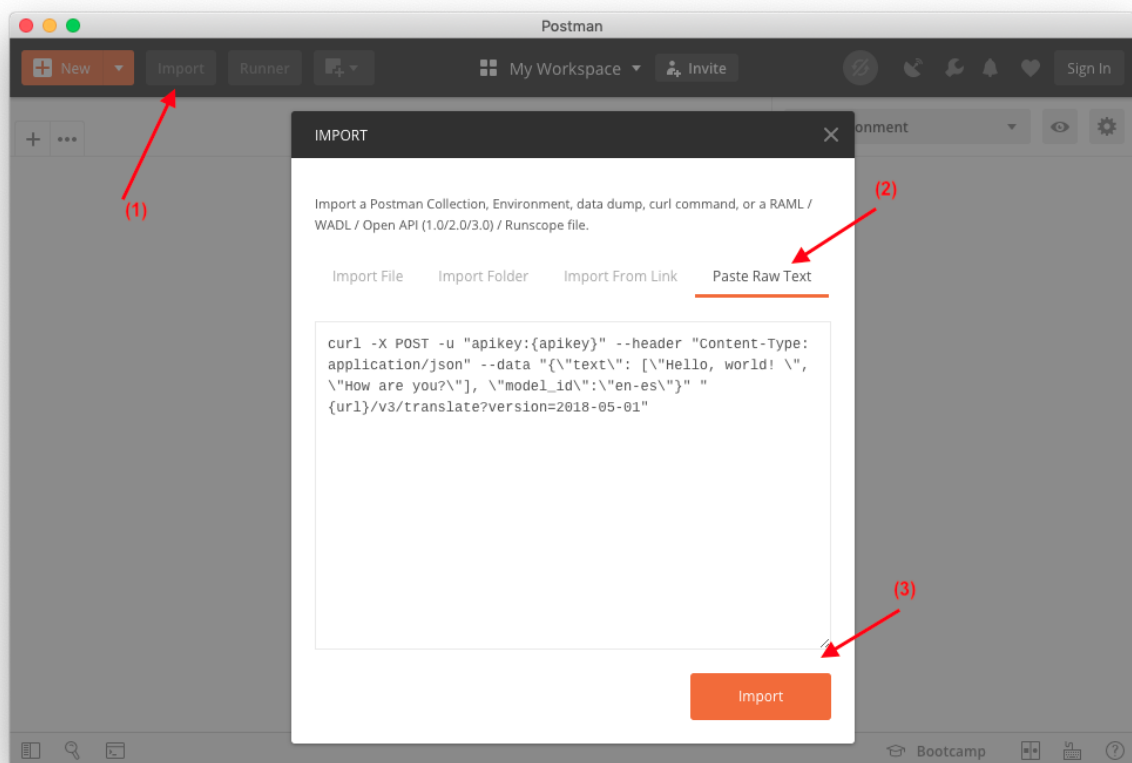 Postman
New
Import
Runner
My Workspace
Invite
Sign In
onment
(1)
IMPORT
(2)
Import a Postman Collection, Environment, data dump, curl command, or a RAML /
WADL / Open API (1.0/2.0/3.0) / Runscope file.
Import File
Import Folder
Import From Link
Paste Raw Text
curl -X POST -u "apikey:{apikey}" --header "Content-Type:
application/json" --data "{\"text\": [\"Hello, world! \",
\"How are you?\"], \"model_id\":\"en-es\"}" "
{url}/v3/translate?version=2018-05-01"
(3)
Import
Bootcamp